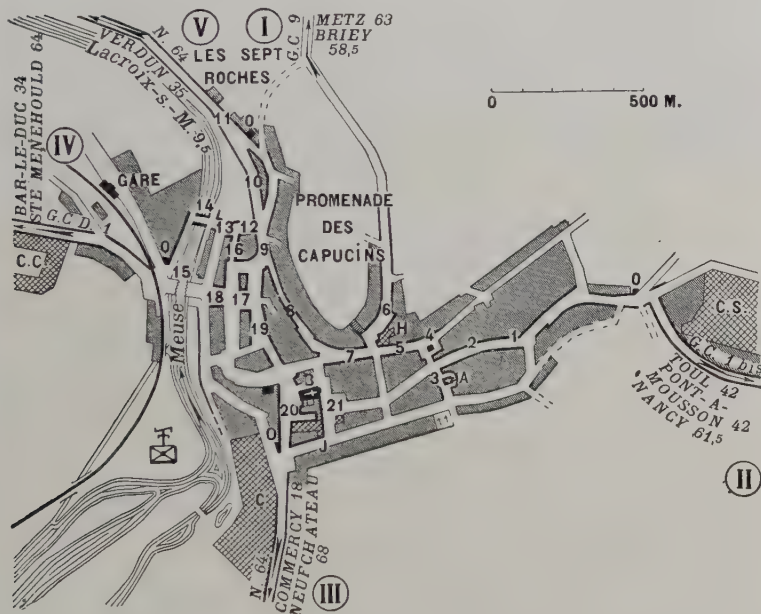 V
I
N. 64
LES SEPT
ROCHES
G.C 9
METZ 63
BRIEY
58,5
VERDUN 35
Lacroix-s.-M. 9,5
0 500 M.
BAR-LE-DUC 34
STE MENEHOULD 64
IV
GARE
G.C D. 1
C.C.
11
0
10
PROMENADE
DES
CAPUCINS
14
13
12
16
9
0
15
18
17
19
8
Meuse
6
H
4
5
7
2
1
0
C.S.
3
A
20
21
0
J
G.C. 1 bis
TOUL 42
PONT-A-
MOUSSON 42
NANCY 61,5
II
C.
N. 64
COMMERCY 18
NEUFCHATEAU
68
III